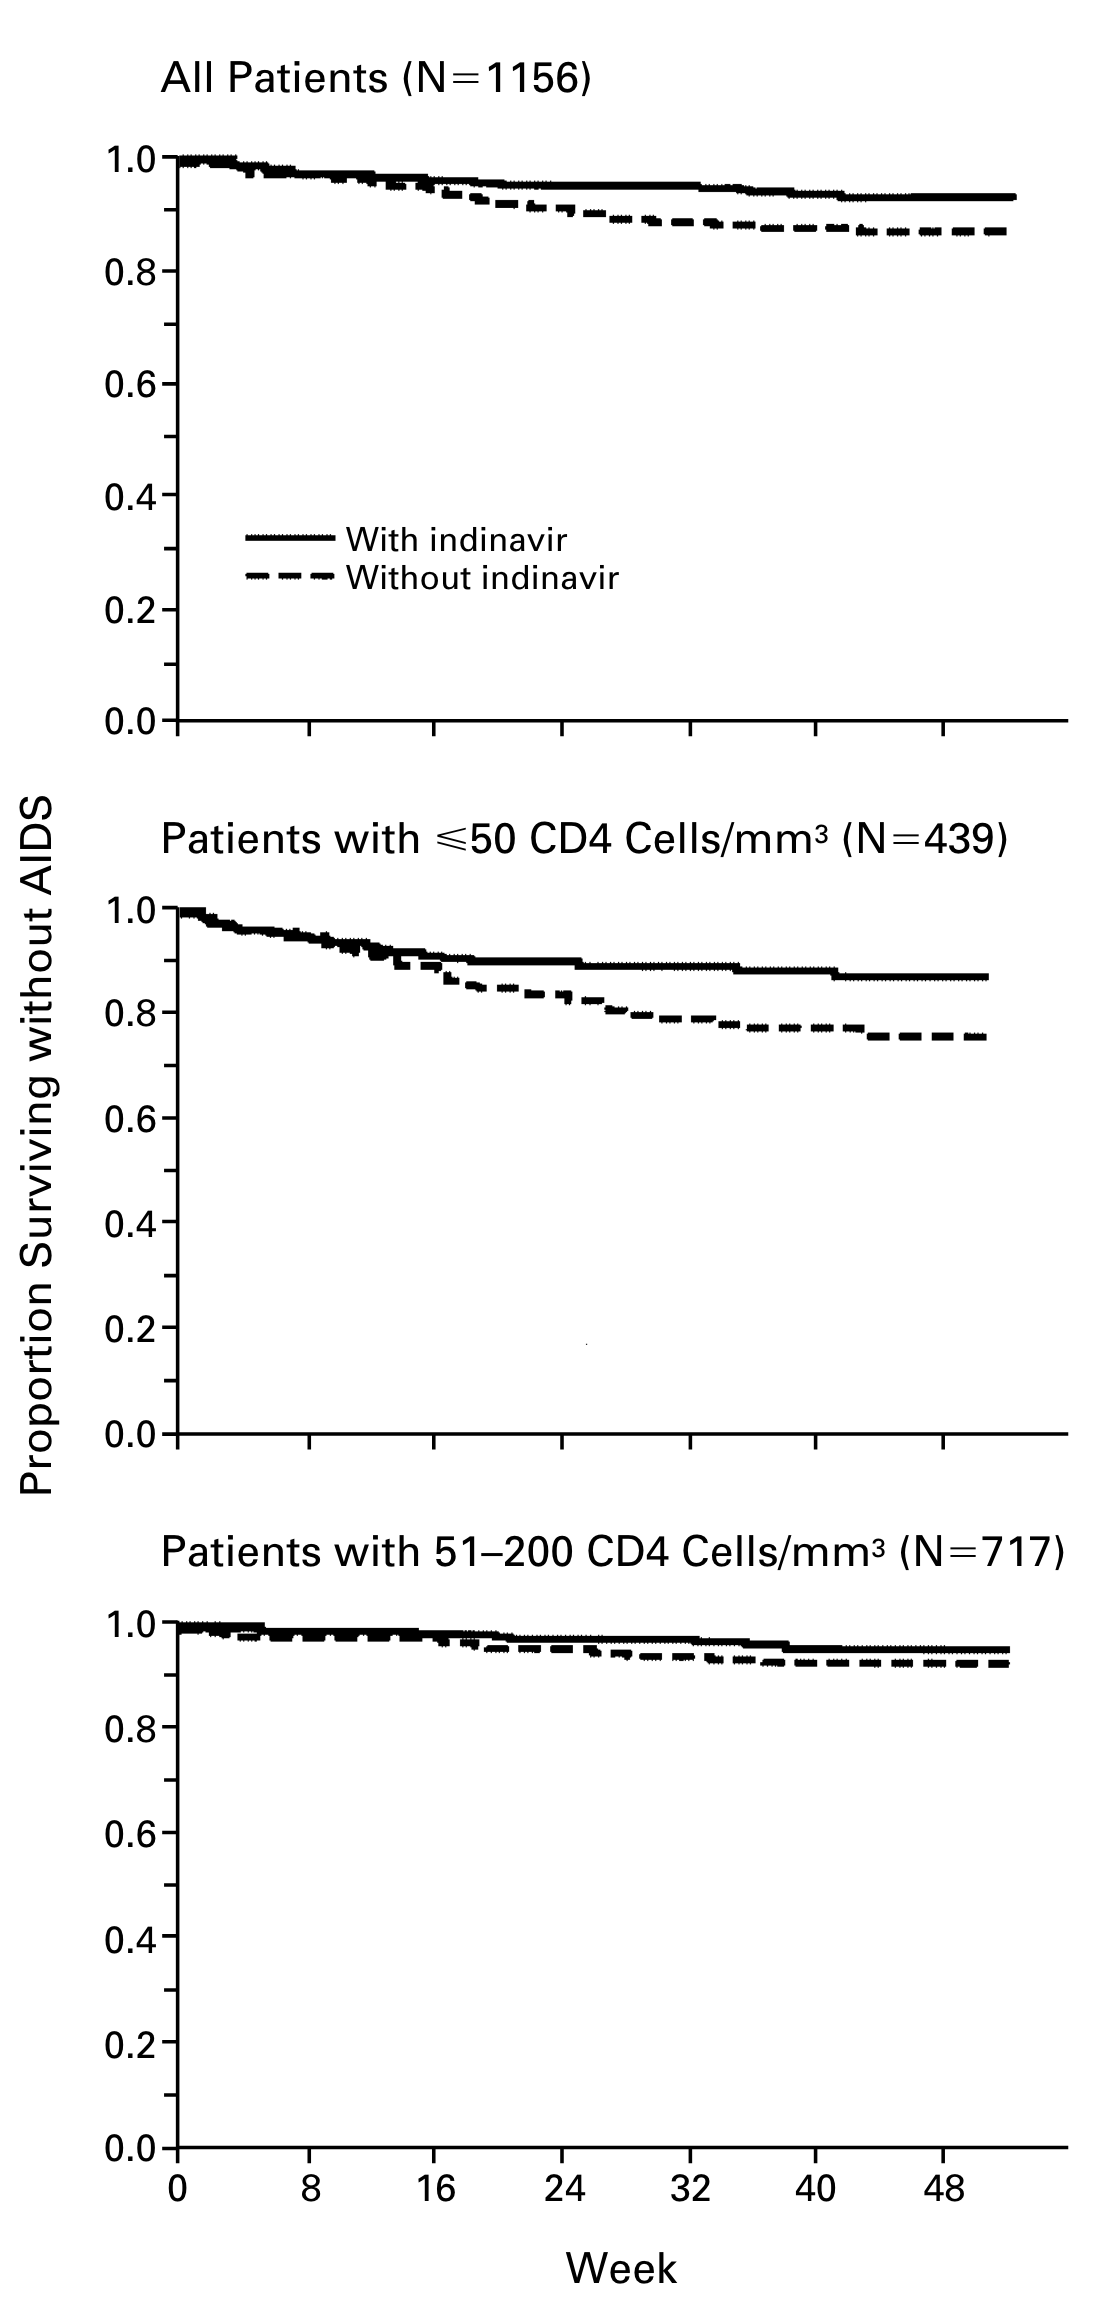 All Patients (N=1156)
1.0
0.8
0.6
0.4
With indinavir
Without indinavir
0.2
0.0
Proportion Surviving without AIDS
Patients with ⩽50 CD4 Cells/mm³ (N=439)
1.0
0.8
0.6
0.4
0.2
0.0
Patients with 51–200 CD4 Cells/mm³ (N=717)
1.0
0.8
0.6
0.4
0.2
0.0
0 8 16 24 32 40 48
Week